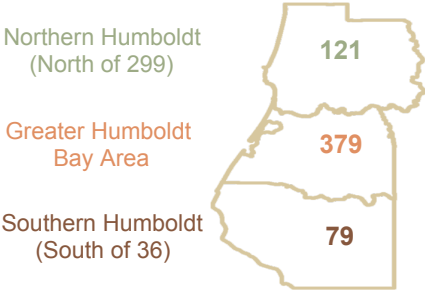 Northern Humboldt
(North of 299)
121
Greater Humboldt
Bay Area
379
Southern Humboldt
(South of 36)
79